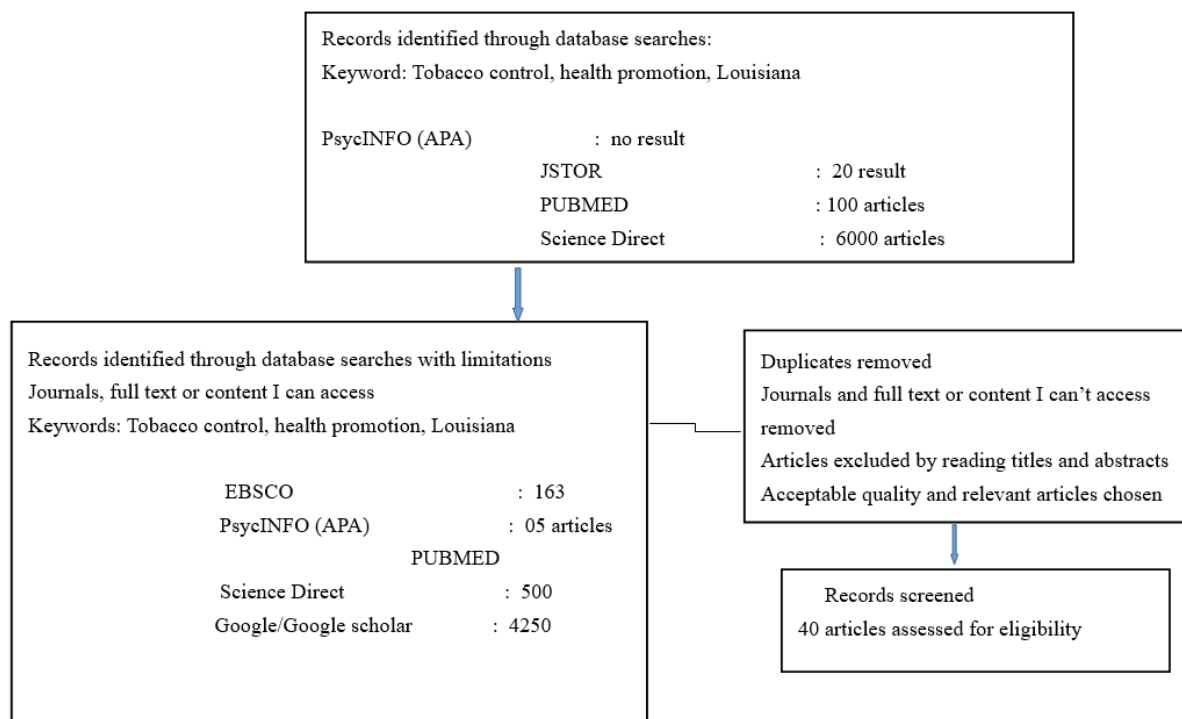 Records identified through database searches:
Keyword: Tobacco control, health promotion, Louisiana
PsycINFO (APA) : no result
JSTOR : 20 result
PUBMED : 100 articles
Science Direct : 6000 articles
Records identified through database searches with limitations
Journals, full text or content I can access
Keywords: Tobacco control, health promotion, Louisiana
EBSCO : 163
PsycINFO (APA) : 05 articles
PUBMED
Science Direct : 500
Google/Google scholar : 4250
Duplicates removed
Journals and full text or content I can’t access
removed
Articles excluded by reading titles and abstracts
Acceptable quality and relevant articles chosen
Records screened
40 articles assessed for eligibility